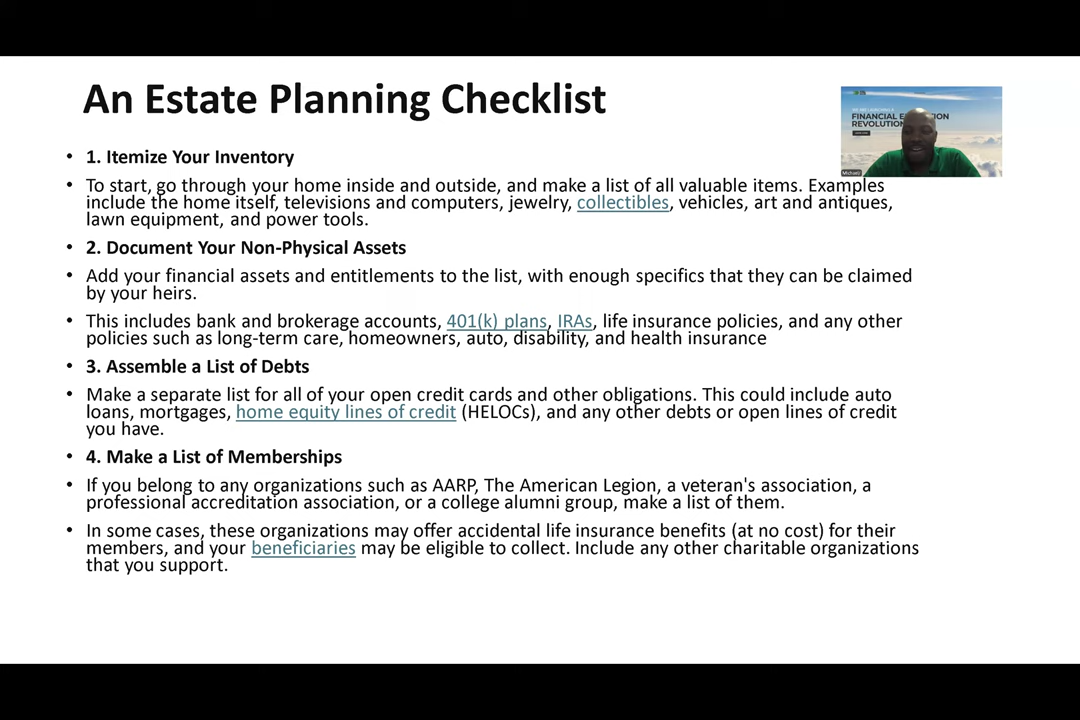 An Estate Planning Checklist
FINANCIAL
REVOLUTION
Michael
• 1. Itemize Your Inventory
• To start, go through your home inside and outside, and make a list of all valuable items. Examples
include the home itself, televisions and computers, jewelry, collectibles, vehicles, art and antiques,
lawn equipment, and power tools.
• 2. Document Your Non-Physical Assets
• Add your financial assets and entitlements to the list, with enough specifics that they can be claimed
by your heirs.
• This includes bank and brokerage accounts, 401(k) plans, IRAs, life insurance policies, and any other
policies such as long-term care, homeowners, auto, disability, and health insurance
• 3. Assemble a List of Debts
• Make a separate list for all of your open credit cards and other obligations. This could include auto
loans, mortgages, home equity lines of credit (HELOCs), and any other debts or open lines of credit
you have.
• 4. Make a List of Memberships
• If you belong to any organizations such as AARP, The American Legion, a veteran's association, a
professional accreditation association, or a college alumni group, make a list of them.
• In some cases, these organizations may offer accidental life insurance benefits (at no cost) for their
members, and your beneficiaries may be eligible to collect. Include any other charitable organizations
that you support.